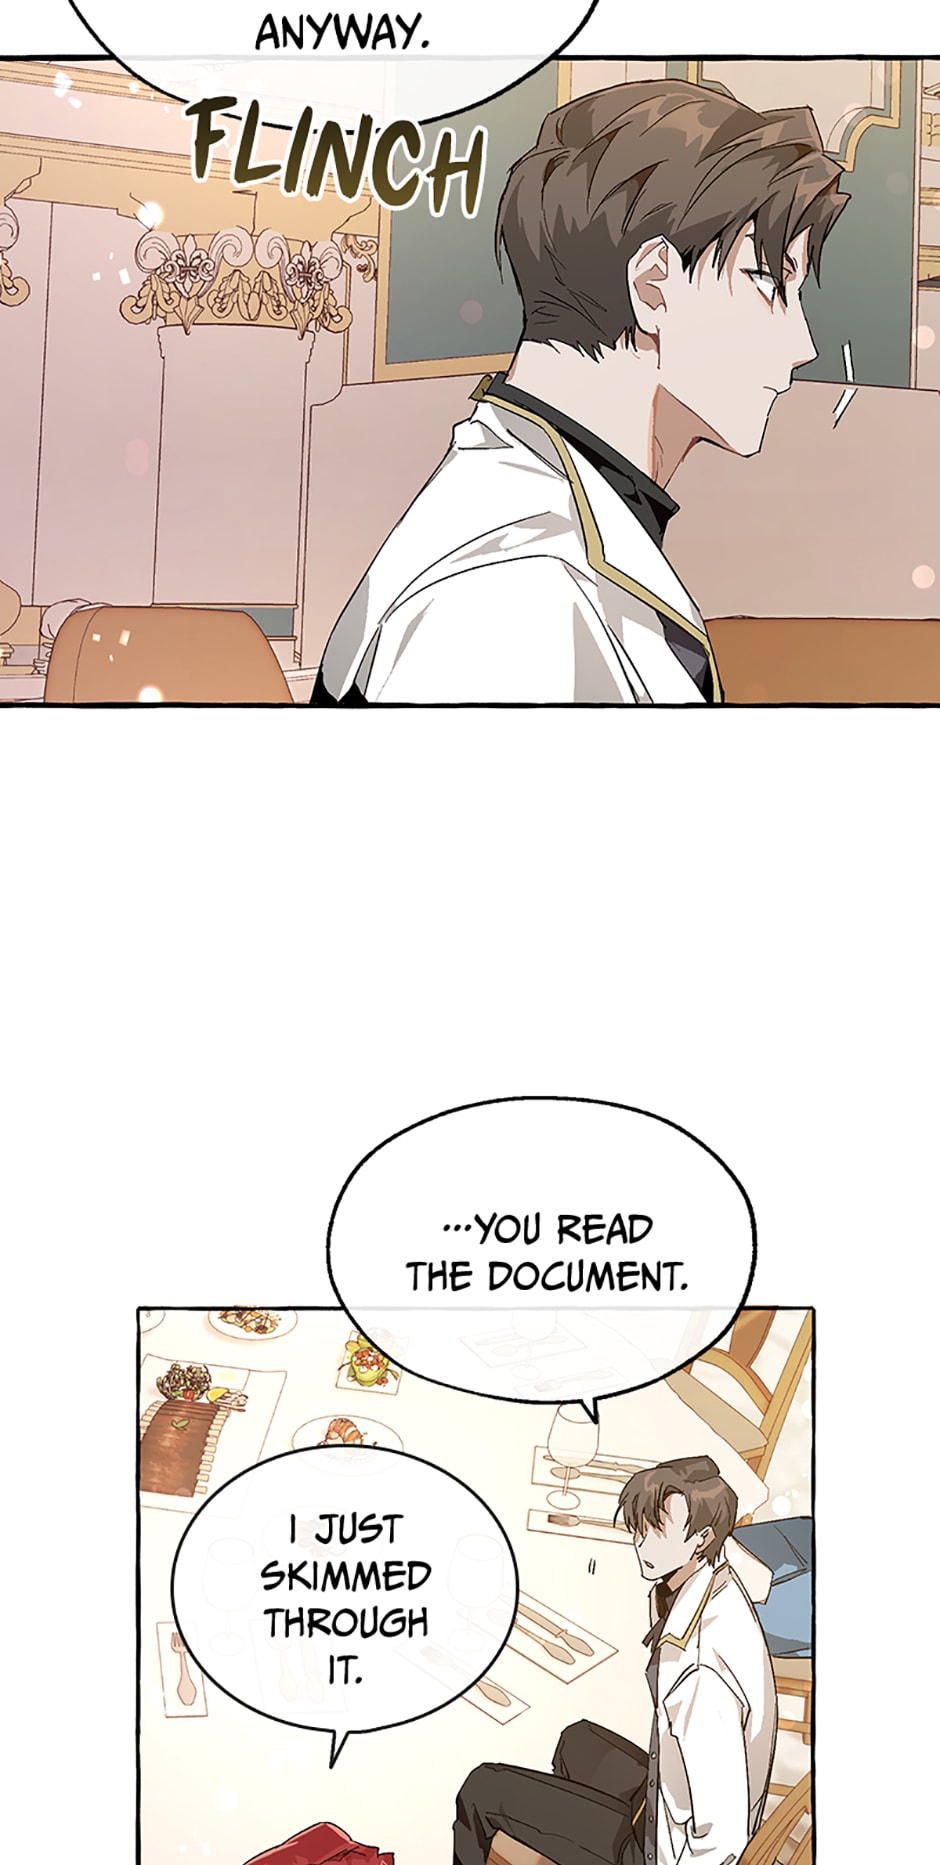 ANYWAY.
FLINCH
...YOU READ
THE DOCUMENT.
I JUST
SKIMMED
THROUGH
IT.